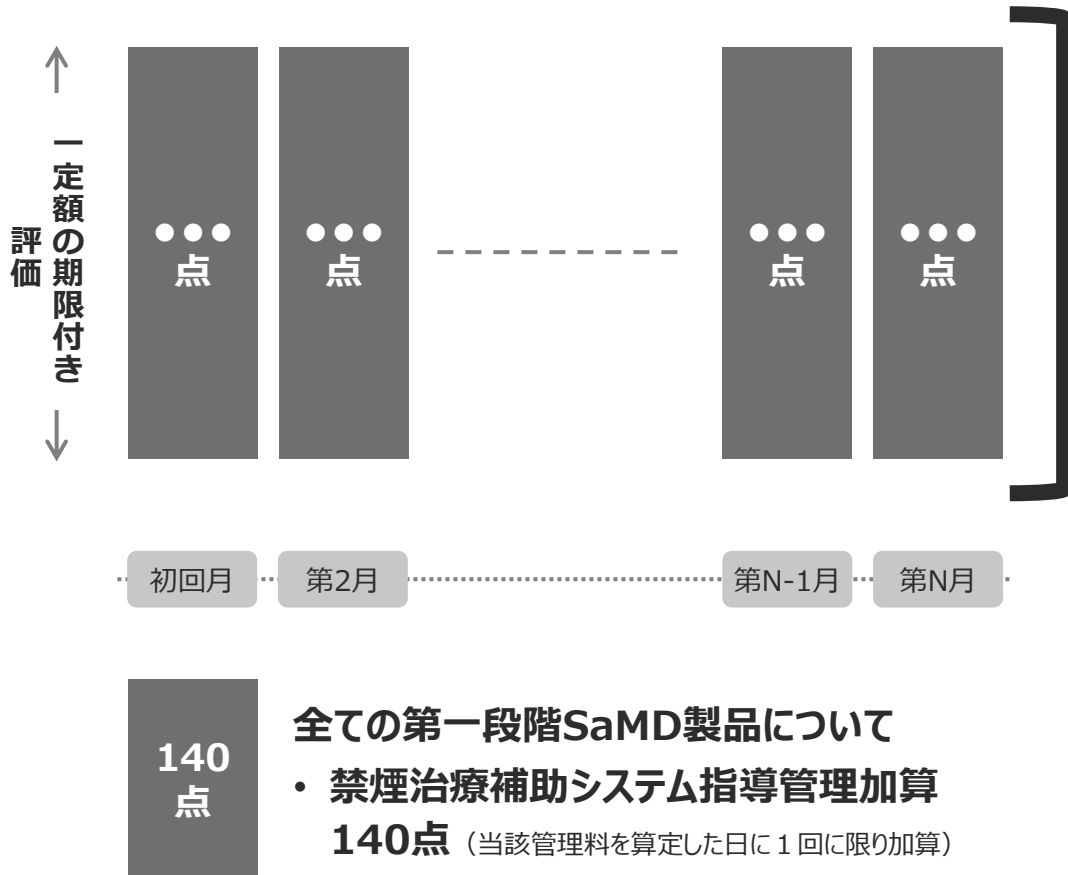 一定額の期限付き
評価
●●●
点
●●●
点
●●●
点
●●●
点
初回月
第2月
第N-1月
第N月
140
点
全ての第一段階SaMD製品について
• 禁煙治療補助システム指導管理加算
140点（当該管理料を算定した日に１回に限り加算）